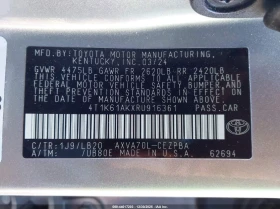 MFD.BY:TOYOTA MOTOR MANUFACTURING,
KENTUCKY, INC. 03/24
GVWR 4475LB GAWR FR 2620LB RR 2420LB
THIS VEHICLE CONFORMS TO ALL APPLICABLE
FEDERAL MOTOR VEHICLE SAFETY, BUMPER,
AND THEFT PREVENTION STANDARDS IN
EFFECT ON THE DATE OF MANUFACTURE
SHOWN ABOVE.
4T1K61AKXRU916361
PASS.CAR
C/TR:1J9/LB20 AXVA70L-CEZPBA
A/TM: /UB80E MADE IN U.S.A. 62694